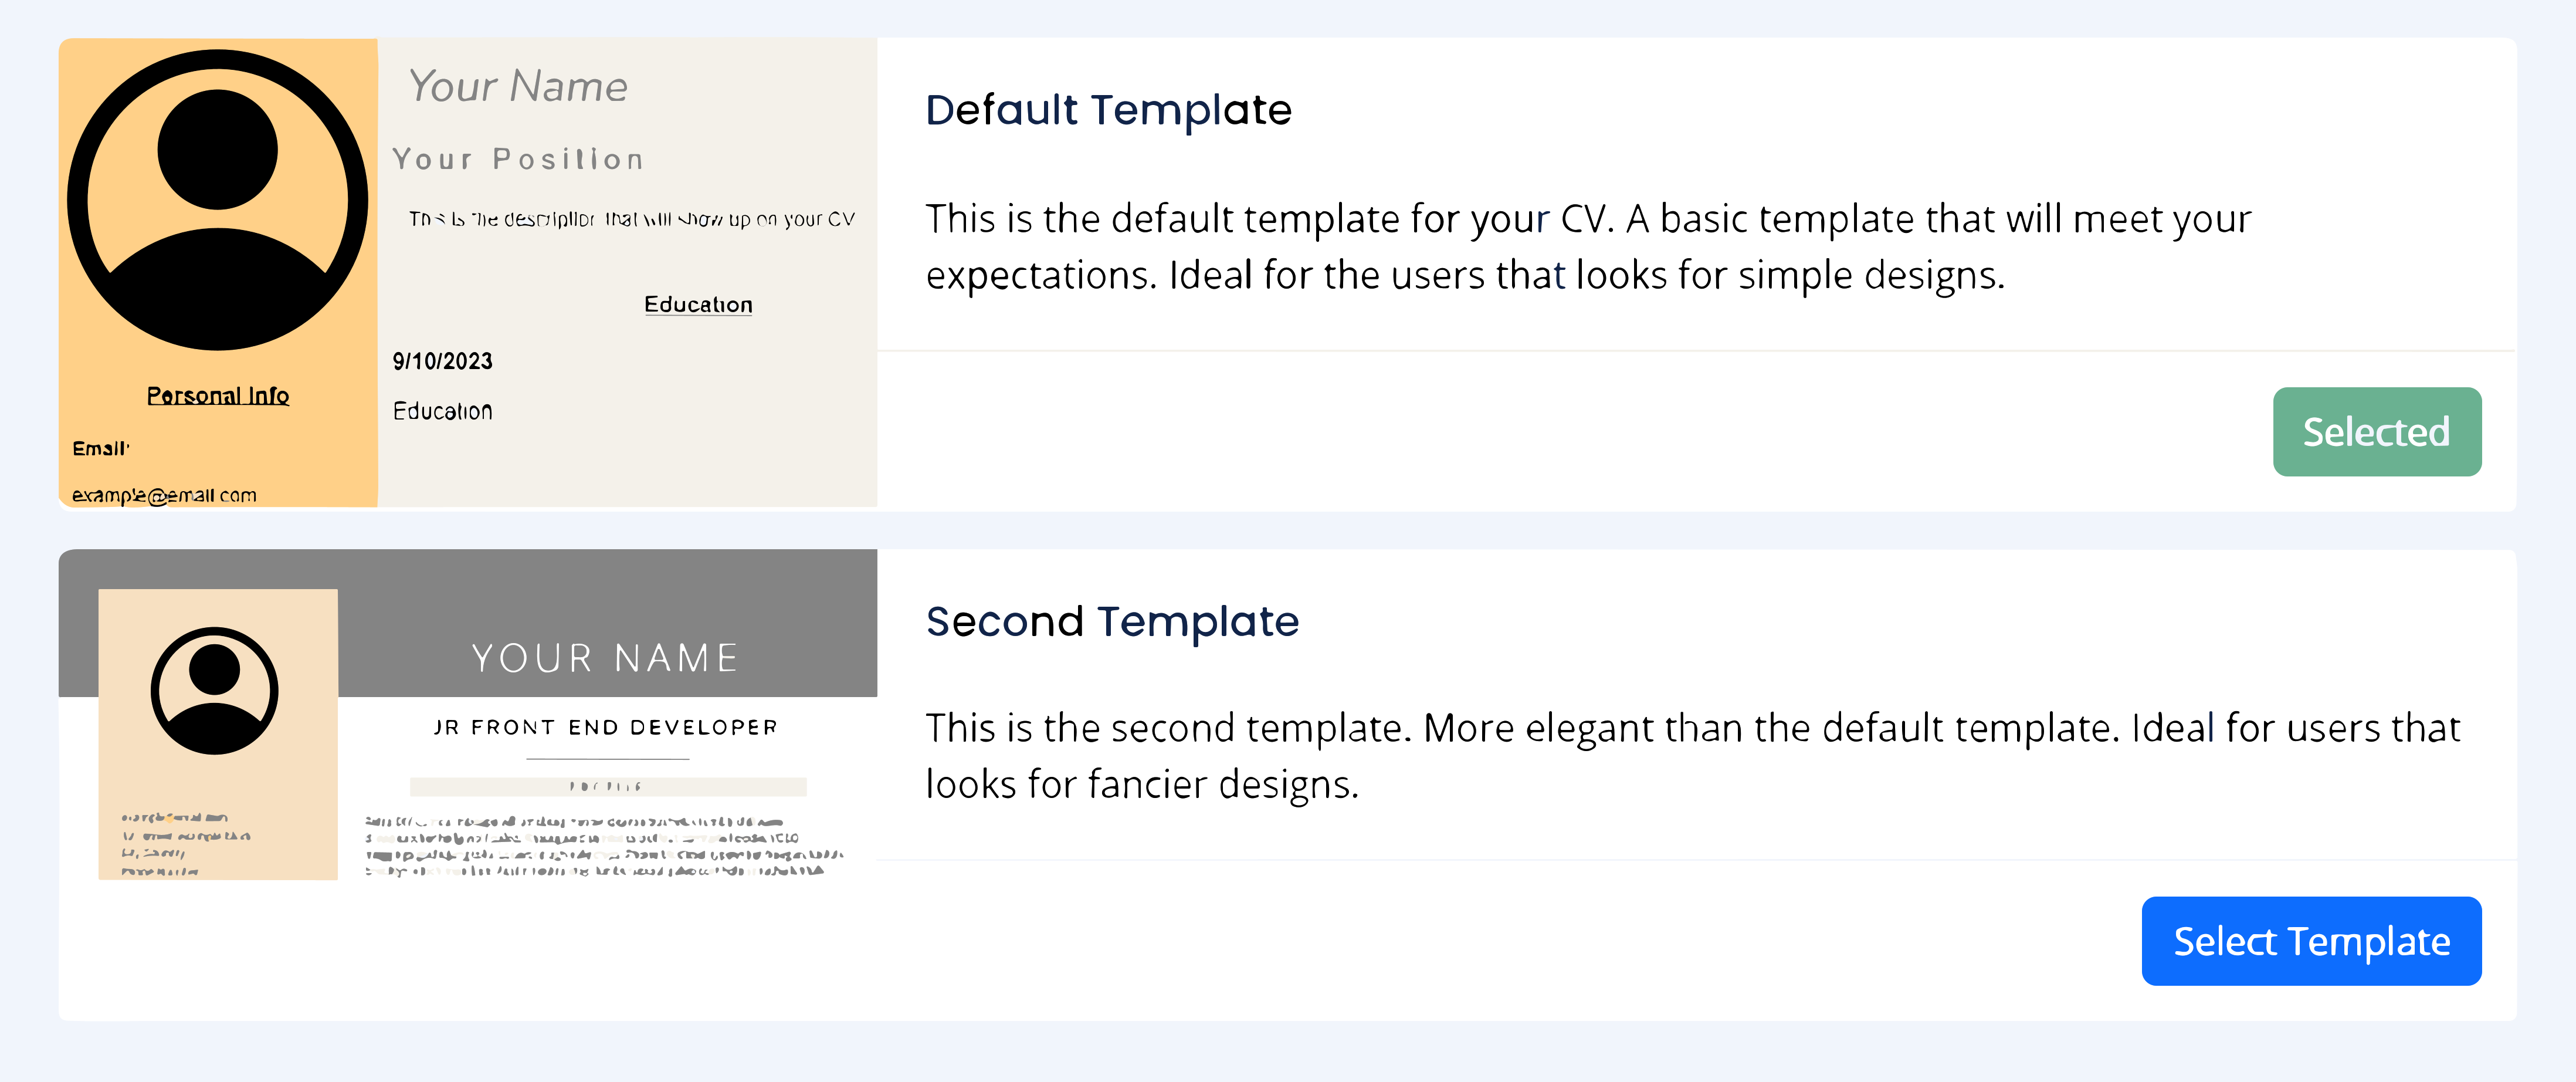 Your Name
Your Position
This is the description that will show up on your CV
Education
9/10/2023
Education
Personal Info
Email:
example@email.com
Default Template
This is the default template for your CV. A basic template that will meet your
expectations. Ideal for the users that looks for simple designs.
Selected
YOUR NAME
JR FRONT END DEVELOPER
Second Template
This is the second template. More elegant than the default template. Ideal for users that
looks for fancier designs.
Select Template